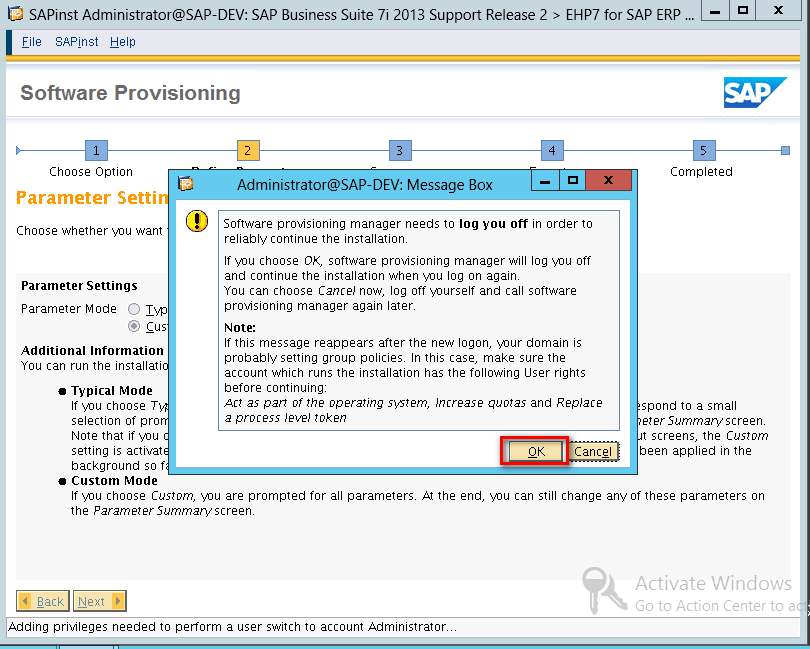 SAPinst Administrator@SAP-DEV: SAP Business Suite 7i 2013 Support Release 2 > EHP7 for SAP ERP ...
File SAPinst Help
Software Provisioning
SAP
1 2 3 4 5
Choose Option
Completed
Parameter Settin
Choose whether you want
Administrator@SAP-DEV: Message Box
Software provisioning manager needs to log you off in order to
reliably continue the installation.
If you choose OK, software provisioning manager will log you off
and continue the installation when you log on again.
You can choose Cancel now, log off yourself and call software
provisioning manager again later.
Note:
If this message reappears after the new logon, your domain is
probably setting group policies. In this case, make sure the
account which runs the installation has the following User rights
before continuing:
Act as part of the operating system, Increase quotas and Replace
a process level token
OK Cancel
Parameter Settings
Parameter Mode Typ
Cust
Additional Information
You can run the installatio
Typical Mode
If you choose Typ spond to a small
selection of prom meter Summary screen.
Note that if you c ut screens, the Custom
setting is activate been applied in the
background so fa
Custom Mode
If you choose Custom, you are prompted for all parameters. At the end, you can still change any of these parameters on
the Parameter Summary screen.
Back Next
Activate Windows
Go to Action Center to ac
Adding privileges needed to perform a user switch to account Administrator...